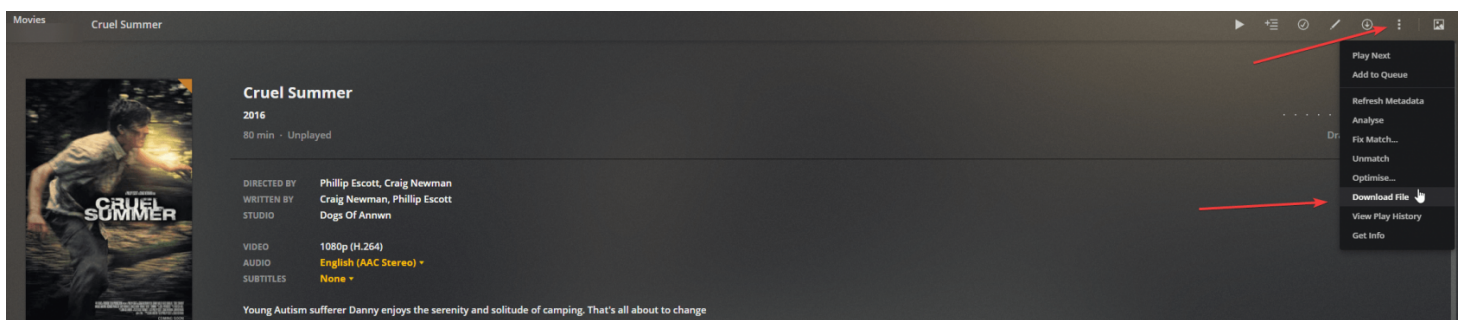 Movies
Cruel Summer
Play Next
Add to Queue
Refresh Metadata
Analyse
Fix Match...
Unmatch
Optimise...
Download File
View Play History
Get Info
Cruel Summer
2016
80 min · Unplayed
Dr
DIRECTED BY Phillip Escott, Craig Newman
WRITTEN BY Craig Newman, Phillip Escott
STUDIO Dogs Of Annwn
VIDEO 1080p (H.264)
AUDIO English (AAC Stereo)
SUBTITLES None
Young Autism sufferer Danny enjoys the serenity and solitude of camping. That's all about to change
CRUEL
SUMMER